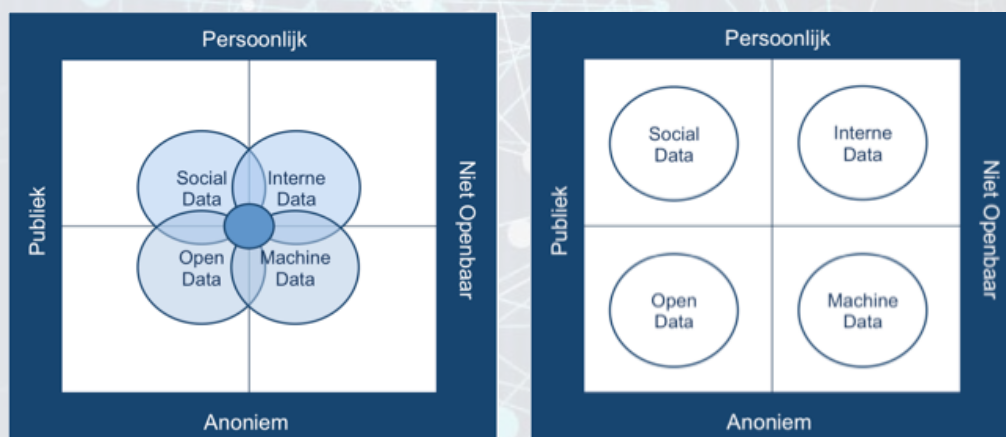 Persoonlijk
Publiek
Social
Data
Interne
Data
Open
Data
Machine
Data
Niet Openbaar
Anoniem
Persoonlijk
Publiek
Social
Data
Interne
Data
Open
Data
Machine
Data
Niet Openbaar
Anoniem